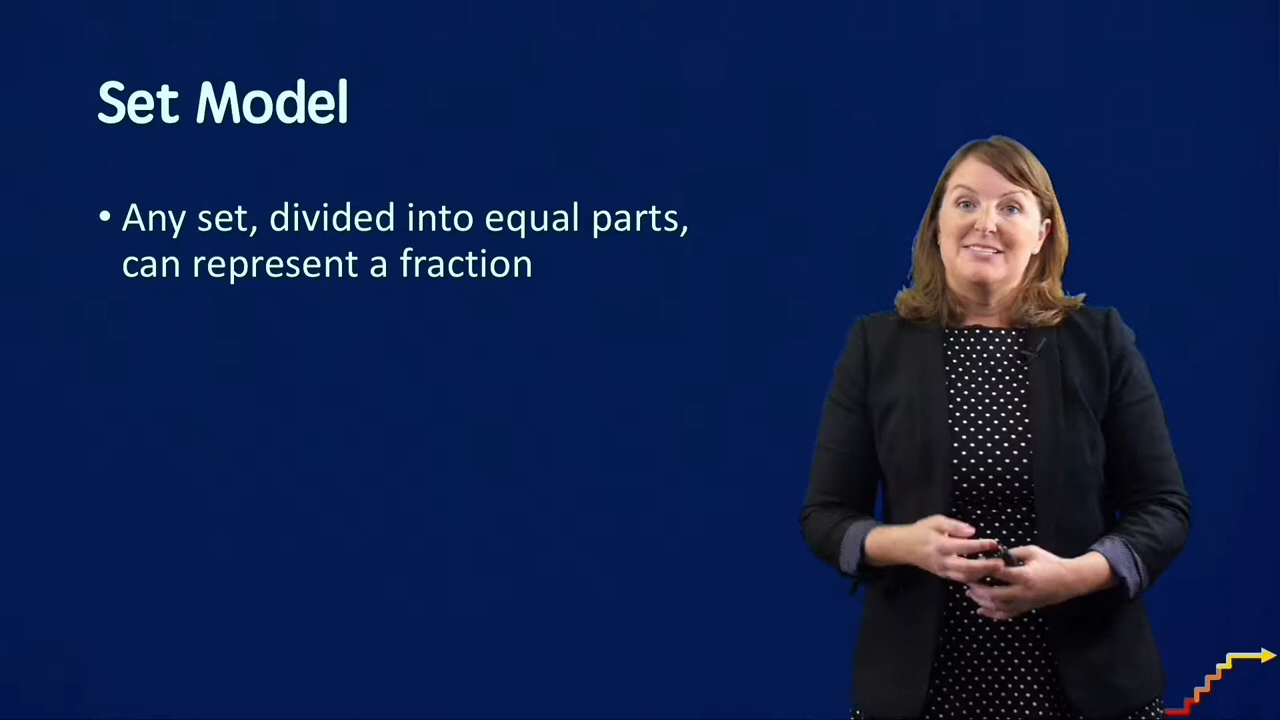 Set Model
• Any set, divided into equal parts,
can represent a fraction